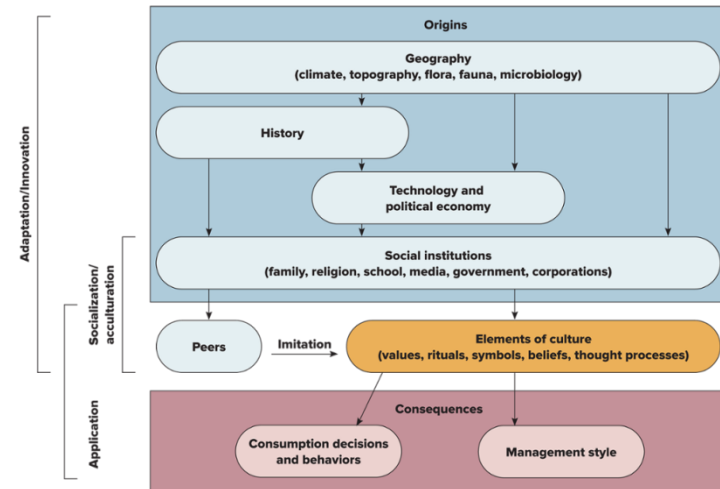 Origins
Geography
(climate, topography, flora, fauna, microbiology)
History
Technology and
political economy
Social institutions
(family, religion, school, media, government, corporations)
Peers
Imitation
Elements of culture
(values, rituals, symbols, beliefs, thought processes)
Consequences
Consumption decisions
and behaviors
Management style
Adaptation/Innovation
Socialization/
acculturation
Application